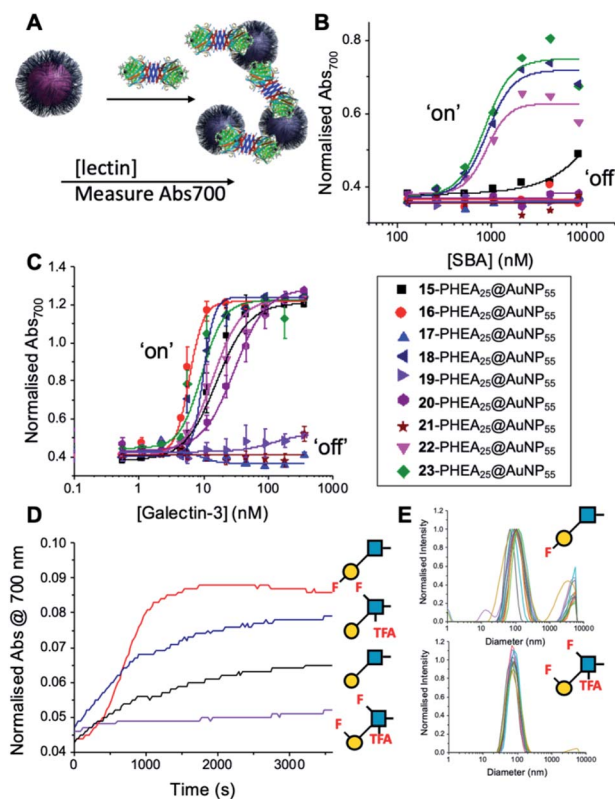 A
[lectin]
Measure Abs700
B
Normalised Abs700
0.8
0.6
0.4
100
1000
10000
[SBA] (nM)
'on'
'off'
C
Normalised Abs700
1.4
1.2
1.0
0.8
0.6
0.4
0.1
1
10
100
1000
[Galectin-3] (nM)
'on'
'off'
15-PHEA25@AuNP55
16-PHEA25@AuNP55
17-PHEA25@AuNP55
18-PHEA25@AuNP55
19-PHEA25@AuNP55
20-PHEA25@AuNP55
21-PHEA25@AuNP55
22-PHEA25@AuNP55
23-PHEA25@AuNP55
D
Normalised Abs @ 700 nm
0.10
0.09
0.08
0.07
0.06
0.05
0.04
0
1000
2000
3000
Time (s)
F
F
TFA
F
F
TFA
E
Normalised Intensity
1.2
1.0
0.8
0.6
0.4
0.2
0.0
1
10
100
1000
10000
Diameter (nm)
F
Normalised Intensity
1.2
1.0
0.8
0.6
0.4
0.2
0.0
1
10
100
1000
10000
Diameter (nm)
F
F
TFA